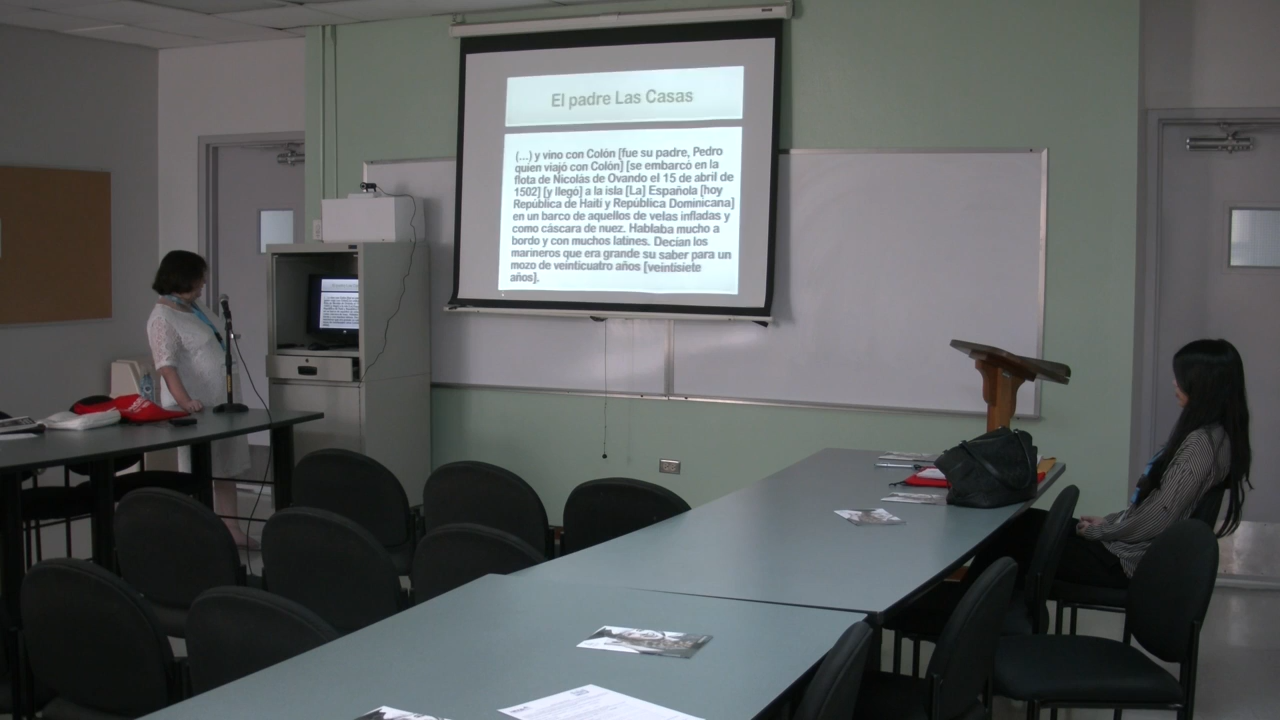 El padre Las Casas
(...) y vino con Colón [fue su padre, Pedro
quien viajó con Colón] [se embarcó en la
flota de Nicolás de Ovando el 15 de abril de
1502] [y llegó] a la isla [La] Española [hoy
República de Haití y República Dominicana]
en un barco de aquellos de velas infladas y
como cáscara de nuez. Hablaba mucho a
bordo y con muchos latines. Decían los
marineros que era grande su saber para un
mozo de veinticuatro años [veintisiete
años].